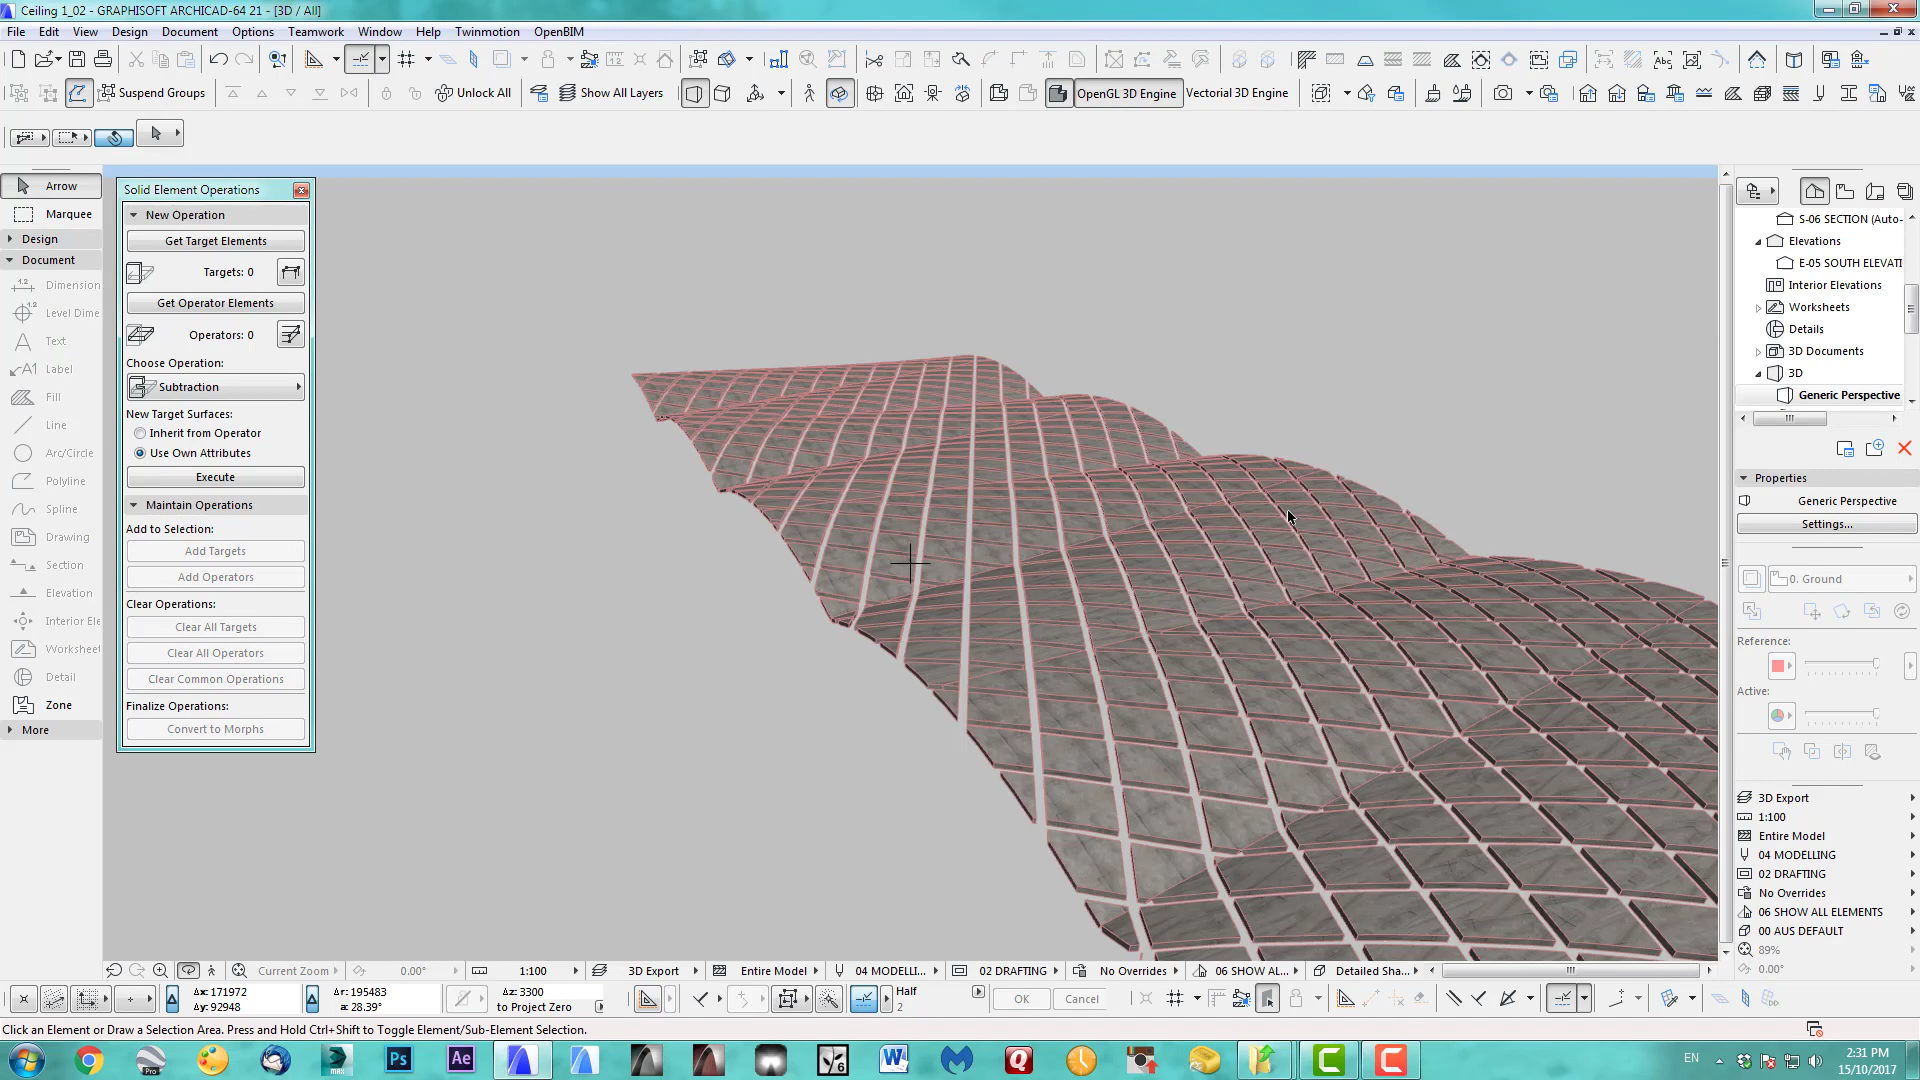 Ceiling 1_02 - GRAPHISOFT ARCHICAD-64 21 - [3D / All]
File Edit View Design Document Options Teamwork Window Help Twinmotion OpenBIM
Suspend Groups Unlock All Show All Layers OpenGL 3D Engine Vectorial 3D Engine
Arrow
Marquee
Design
Document
1.2 Dimension
1.2 Level Dime
Text
A1 Label
Fill
Line
Arc/Circle
Polyline
Spline
Drawing
Section
Elevation
Interior Ele
Worksheet
Detail
Zone
More
Solid Element Operations
New Operation
Get Target Elements
Targets: 0
Get Operator Elements
Operators: 0
Choose Operation:
Subtraction
New Target Surfaces:
Inherit from Operator
Use Own Attributes
Execute
Maintain Operations
Add to Selection:
Add Targets
Add Operators
Clear Operations:
Clear All Targets
Clear All Operators
Clear Common Operations
Finalize Operations:
Convert to Morphs
S-06 SECTION (Auto-
Elevations
E-05 SOUTH ELEVATI
Interior Elevations
Worksheets
Details
3D Documents
3D
Generic Perspective
Properties
Generic Perspective
Settings...
0. Ground
Reference:
Active:
3D Export
1:100
Entire Model
04 MODELLING
02 DRAFTING
No Overrides
06 SHOW ALL ELEMENTS
00 AUS DEFAULT
89%
0.00°
Current Zoom 0.00° 1:100 3D Export Entire Model 04 MODELLI... 02 DRAFTING No Overrides 06 SHOW AL... Detailed Sha...
Δx: 171972 Δr: 195483 Δz: 3300 Half OK Cancel
Δy: 92948 a: 28.39° to Project Zero 2
Click an Element or Draw a Selection Area. Press and Hold Ctrl+Shift to Toggle Element/Sub-Element Selection.
Pro MAX Ps Ae 6 W Q C C EN 2:31 PM
15/10/2017